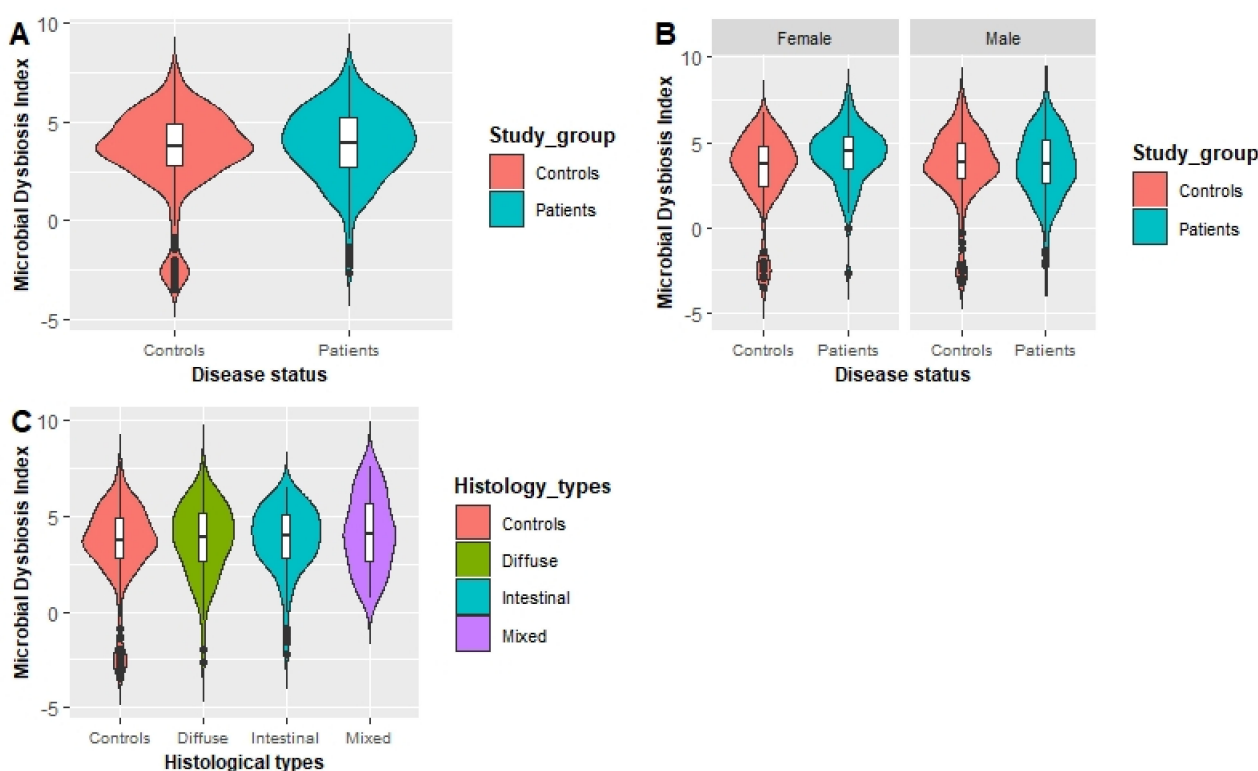 A
Microbial Dysbiosis Index
10
5
0
-5
Controls
Patients
Disease status
Study_group
Controls
Patients
B
Female
Male
Microbial Dysbiosis Index
10
5
0
-5
Controls
Patients
Controls
Patients
Disease status
Study_group
Controls
Patients
C
Microbial Dysbiosis Index
10
5
0
-5
Controls
Diffuse
Intestinal
Mixed
Histological types
Histology_types
Controls
Diffuse
Intestinal
Mixed